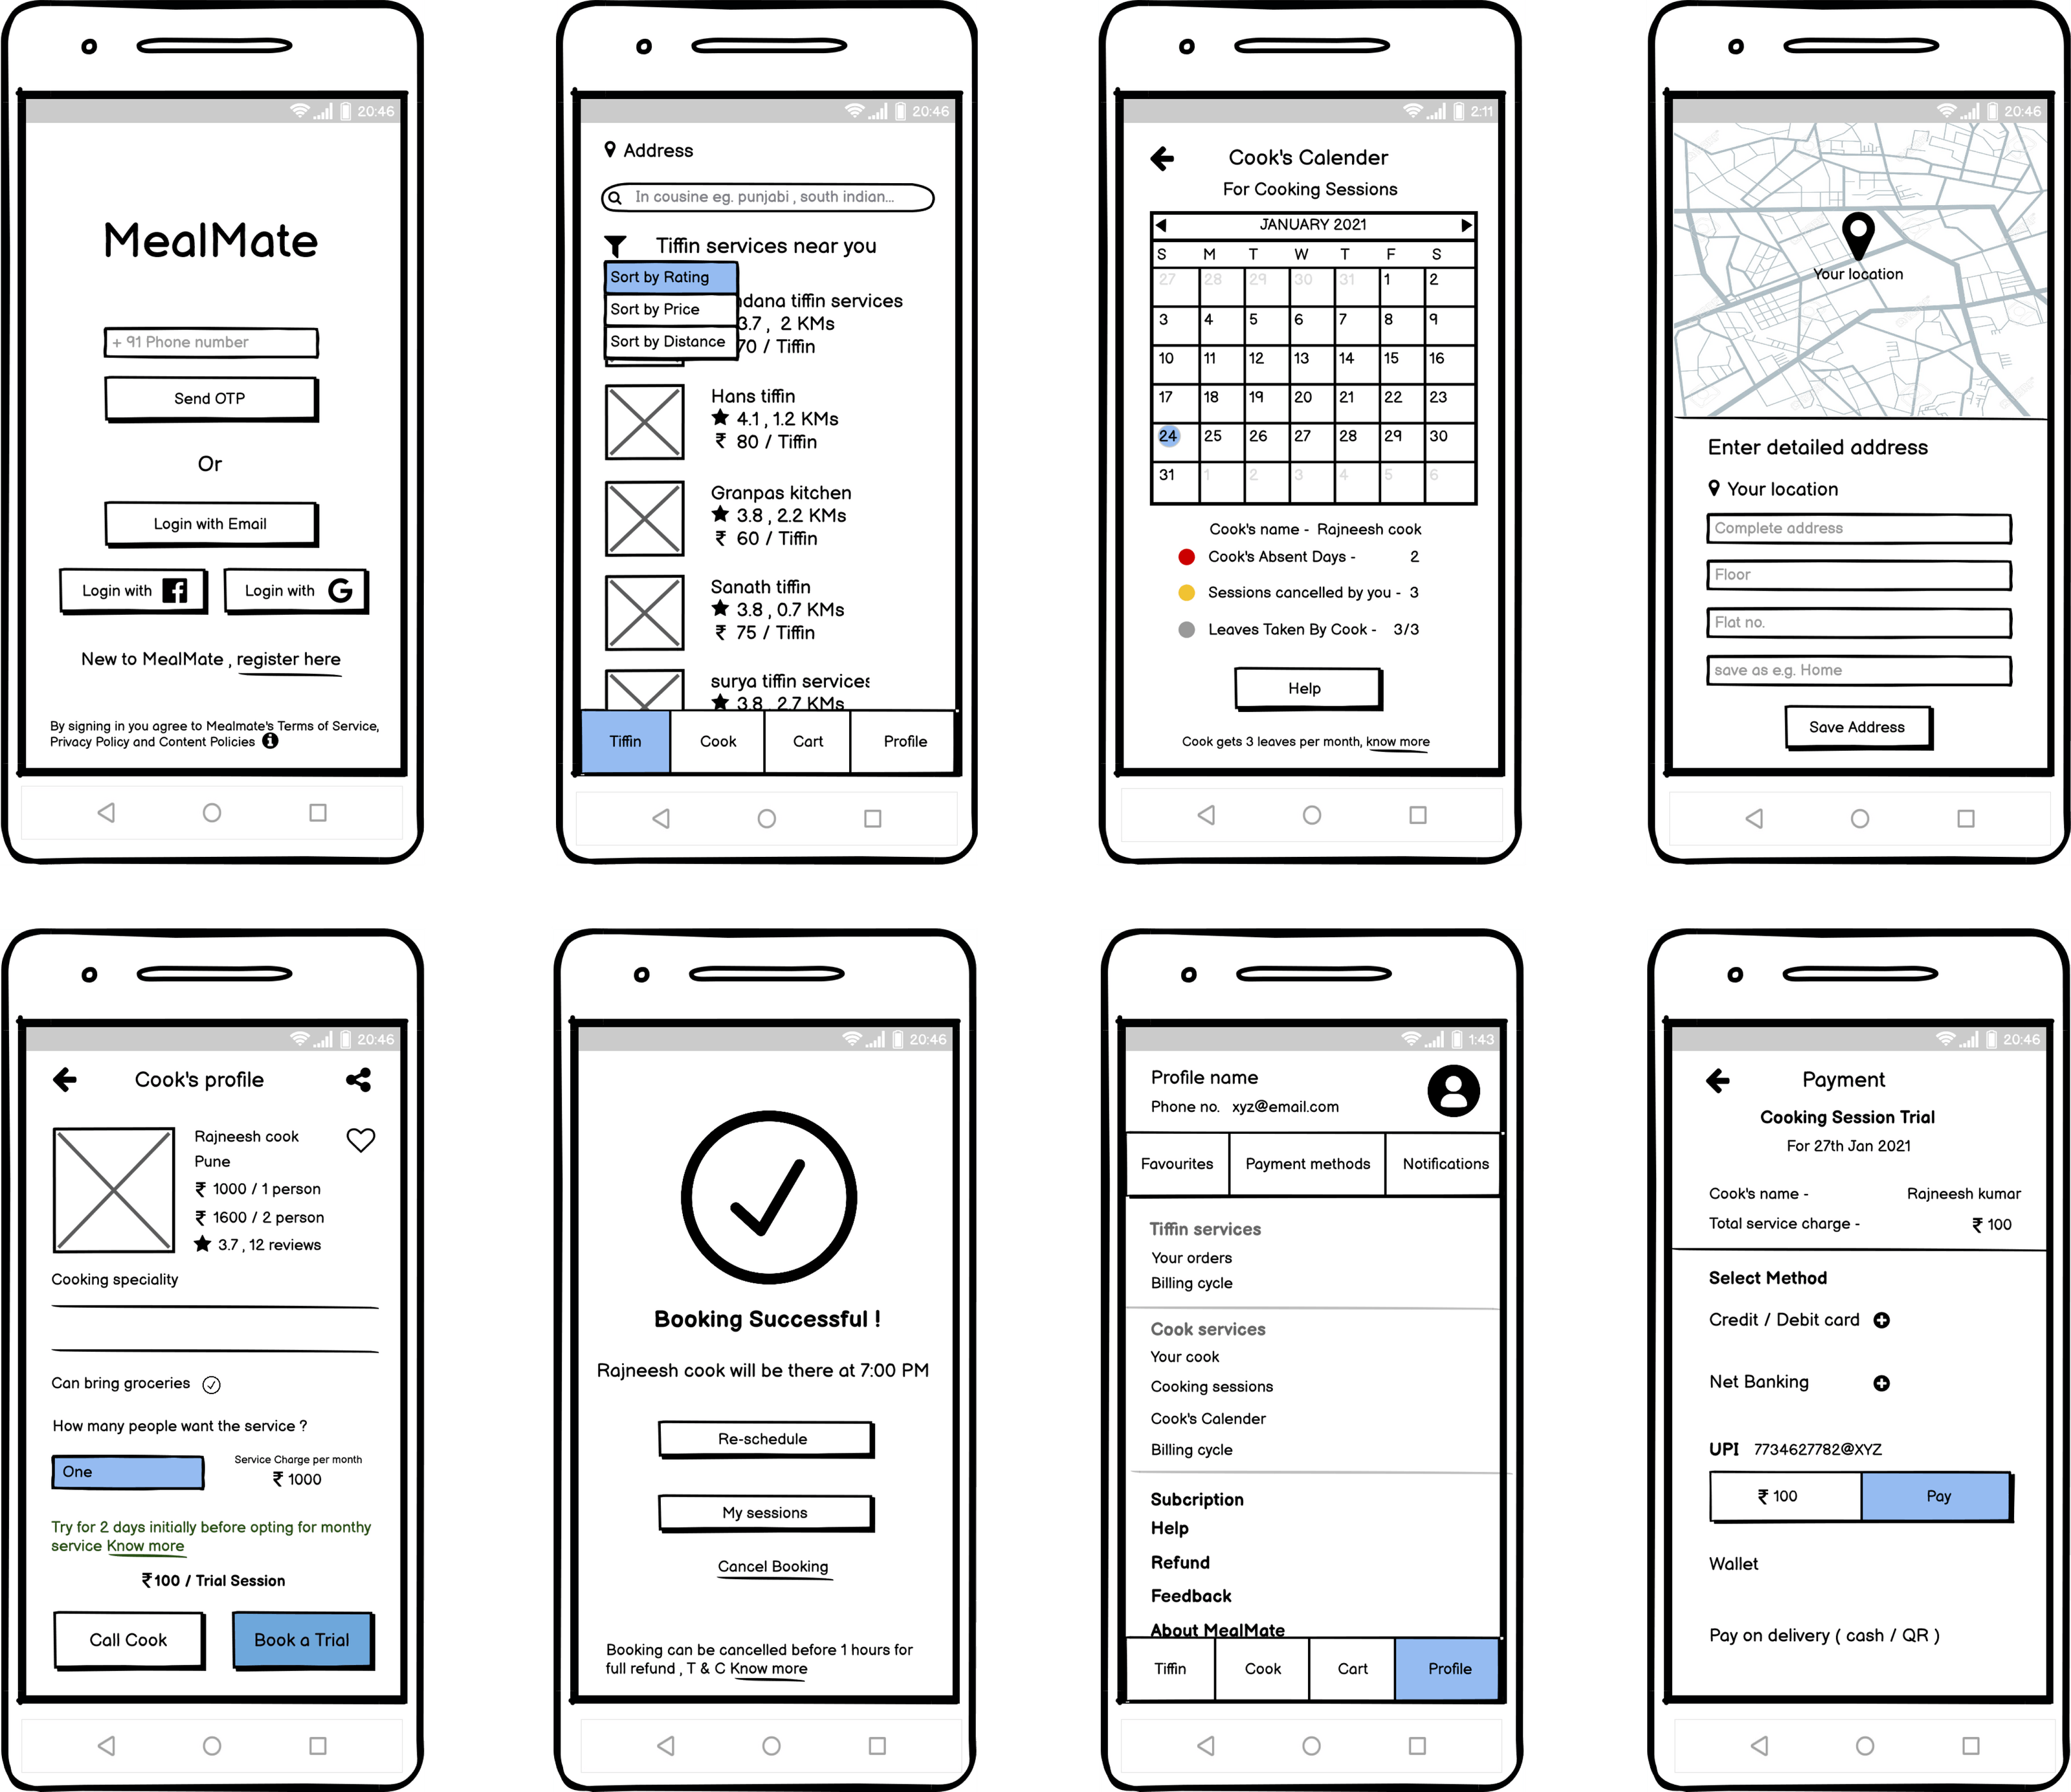 20:46
MealMate
+ 91 Phone number
Send OTP
Or
Login with Email
Login with
Login with G
New to MealMate , register here
By signing in you agree to Mealmate's Terms of Service,
Privacy Policy and Content Policies
20:46
Address
In cousine eg. punjabi , south indian...
Tiffin services near you
Sort by Rating
Sort by Price
Sort by Distance
tiffin services
3.7 , 2 KMs
70 / Tiffin
Hans tiffin
4.1 , 1.2 KMs
₹ 80 / Tiffin
Granpas kitchen
3.8 , 2.2 KMs
₹ 60 / Tiffin
Sanath tiffin
3.8 , 0.7 KMs
₹ 75 / Tiffin
surya tiffin services
3.8 2.7 KMs
Tiffin Cook Cart Profile
2:11
Cook's Calender
For Cooking Sessions
JANUARY 2021
S M T W T F S
27 28 29 30 31 1 2
3 4 5 6 7 8 9
10 11 12 13 14 15 16
17 18 19 20 21 22 23
24 25 26 27 28 29 30
31 1 2 3 4 5 6
Cook's name - Rajneesh cook
Cook's Absent Days - 2
Sessions cancelled by you - 3
Leaves Taken By Cook - 3/3
Help
Cook gets 3 leaves per month, know more
20:46
Your location
Enter detailed address
Your location
Complete address
Floor
Flat no.
save as e.g. Home
Save Address
20:46
Cook's profile
Rajneesh cook
Pune
₹ 1000 / 1 person
₹ 1600 / 2 person
3.7 , 12 reviews
Cooking speciality
Can bring groceries
How many people want the service ?
One
Service Charge per month
₹ 1000
Try for 2 days initially before opting for monthy
service Know more
₹100 / Trial Session
Call Cook
Book a Trial
20:46
Booking Successful !
Rajneesh cook will be there at 7:00 PM
Re-schedule
My sessions
Cancel Booking
Booking can be cancelled before 1 hours for
full refund , T & C Know more
1:43
Profile name
Phone no. xyz@email.com
Favourites Payment methods Notifications
Tiffin services
Your orders
Billing cycle
Cook services
Your cook
Cooking sessions
Cook's Calender
Billing cycle
Subcription
Help
Refund
Feedback
About MealMate
Tiffin Cook Cart Profile
20:46
Payment
Cooking Session Trial
For 27th Jan 2021
Cook's name - Rajneesh kumar
Total service charge - ₹ 100
Select Method
Credit / Debit card
Net Banking
UPI 7734627782@XYZ
₹ 100 Pay
Wallet
Pay on delivery ( cash / QR )